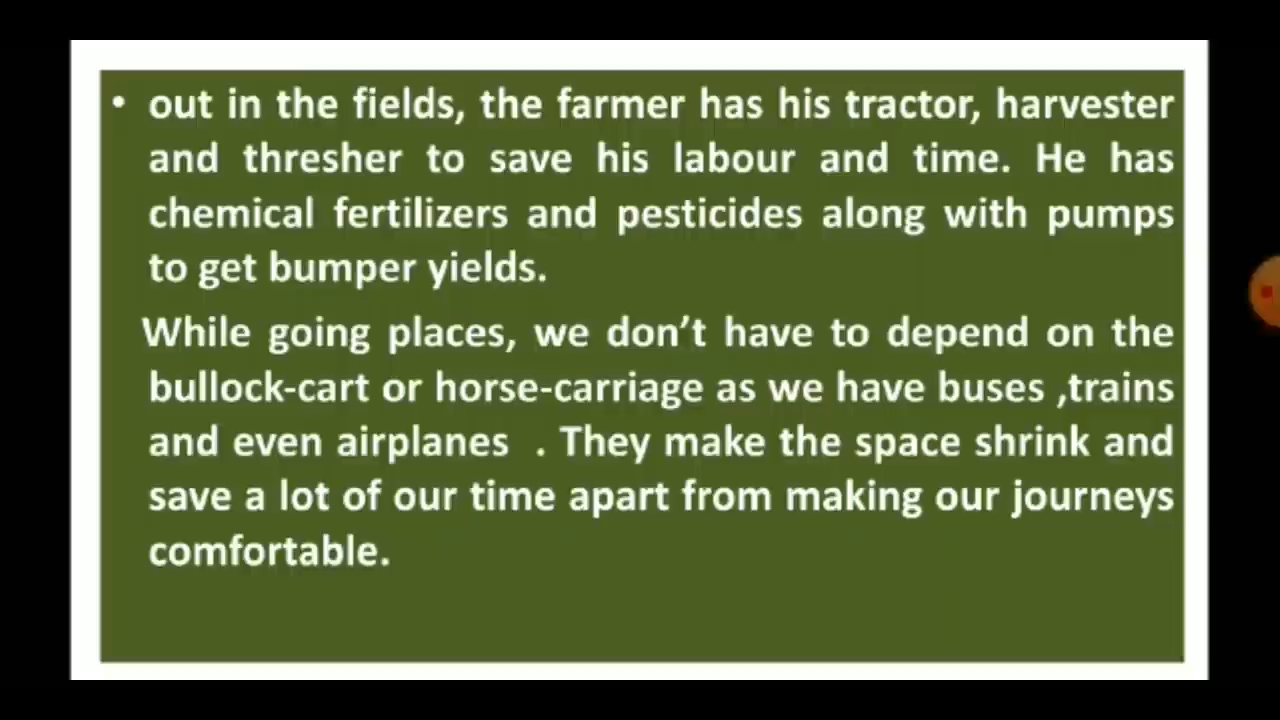 • out in the fields, the farmer has his tractor, harvester
and thresher to save his labour and time. He has
chemical fertilizers and pesticides along with pumps
to get bumper yields.
While going places, we don’t have to depend on the
bullock-cart or horse-carriage as we have buses ,trains
and even airplanes . They make the space shrink and
save a lot of our time apart from making our journeys
comfortable.